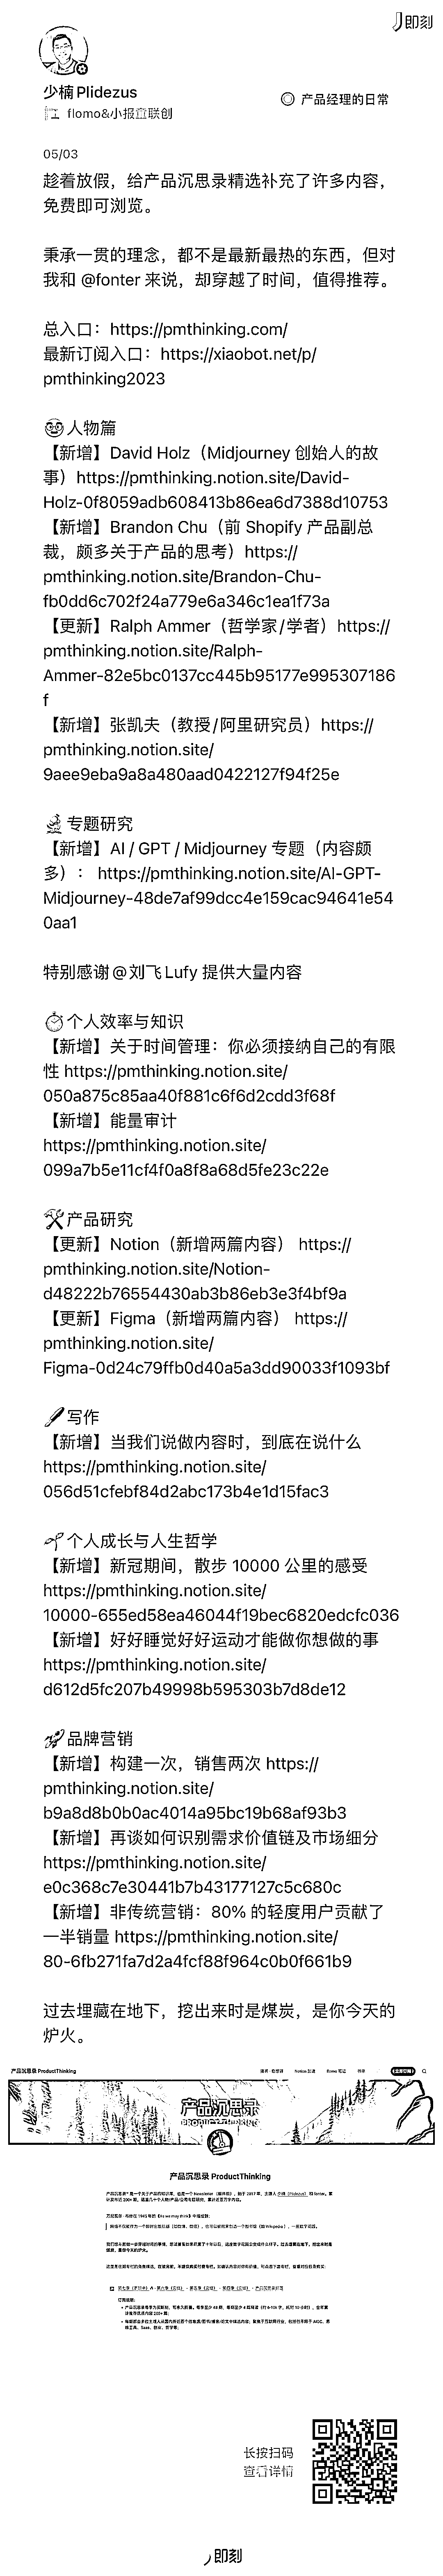 即刻
少楠 Plidezus
flomo&小报童联创
产品经理的日常
05/03
趁着放假，给产品沉思录精选补充了许多内容，
免费即可浏览。
秉承一贯的理念，都不是最新最热的东西，但对
我和 @fonter 来说，却穿越了时间，值得推荐。
总入口：https://pmthinking.com/
最新订阅入口：https://xiaobot.net/p/
pmthinking2023
人物篇
【新增】David Holz（Midjourney 创始人的故
事）https://pmthinking.notion.site/David-
Holz-0f8059adb608413b86ea6d7388d10753
【新增】Brandon Chu（前 Shopify 产品副总
裁，颇多关于产品的思考）https://
pmthinking.notion.site/Brandon-Chu-
fb0dd6c702f24a779e6a346c1ea1f73a
【更新】Ralph Ammer（哲学家/学者）https://
pmthinking.notion.site/Ralph-
Ammer-82e5bc0137cc445b95177e995307186
f
【新增】张凯夫（教授/阿里研究员）https://
pmthinking.notion.site/
9aee9eba9a8a480aad0422127f94f25e
专题研究
【新增】AI / GPT / Midjourney 专题（内容颇
多）： https://pmthinking.notion.site/AI-GPT-
Midjourney-48de7af99dcc4e159cac94641e54
0aa1
特别感谢 @刘飞Lufy 提供大量内容
个人效率与知识
【新增】关于时间管理：你必须接纳自己的有限
性 https://pmthinking.notion.site/
050a875c85aa40f881c6f6d2cdd3f68f
【新增】能量审计
https://pmthinking.notion.site/
099a7b5e11cf4f0a8f8a68d5fe23c22e
产品研究
【更新】Notion（新增两篇内容） https://
pmthinking.notion.site/Notion-
d48222b76554430ab3b86eb3e3f4bf9a
【更新】Figma（新增两篇内容） https://
pmthinking.notion.site/
Figma-0d24c79ffb0d40a5a3dd90033f1093bf
写作
【新增】当我们说做内容时，到底在说什么
https://pmthinking.notion.site/
056d51cfebf84d2abc173b4e1d15fac3
个人成长与人生哲学
【新增】新冠期间，散步 10000 公里的感受
https://pmthinking.notion.site/
10000-655ed58ea46044f19bec6820edcfc036
【新增】好好睡觉好好运动才能做你想做的事
https://pmthinking.notion.site/
d612d5fc207b49998b595303b7d8de12
品牌营销
【新增】构建一次，销售两次 https://
pmthinking.notion.site/
b9a8d8b0b0ac4014a95bc19b68af93b3
【新增】再谈如何识别需求价值链及市场细分
https://pmthinking.notion.site/
e0c368c7e30441b7b43177127c5c680c
【新增】非传统营销：80% 的轻度用户贡献了
一半销量 https://pmthinking.notion.site/
80-6fb271fa7d2a4fcf88f964c0b0f661b9
过去埋藏在地下，挖出来时是煤炭，是你今天的
炉火。
产品沉思录 ProductThinking
产品沉思录
PRODUCT THINKING
产品沉思录 ProductThinking
长按扫码
查看详情
即刻